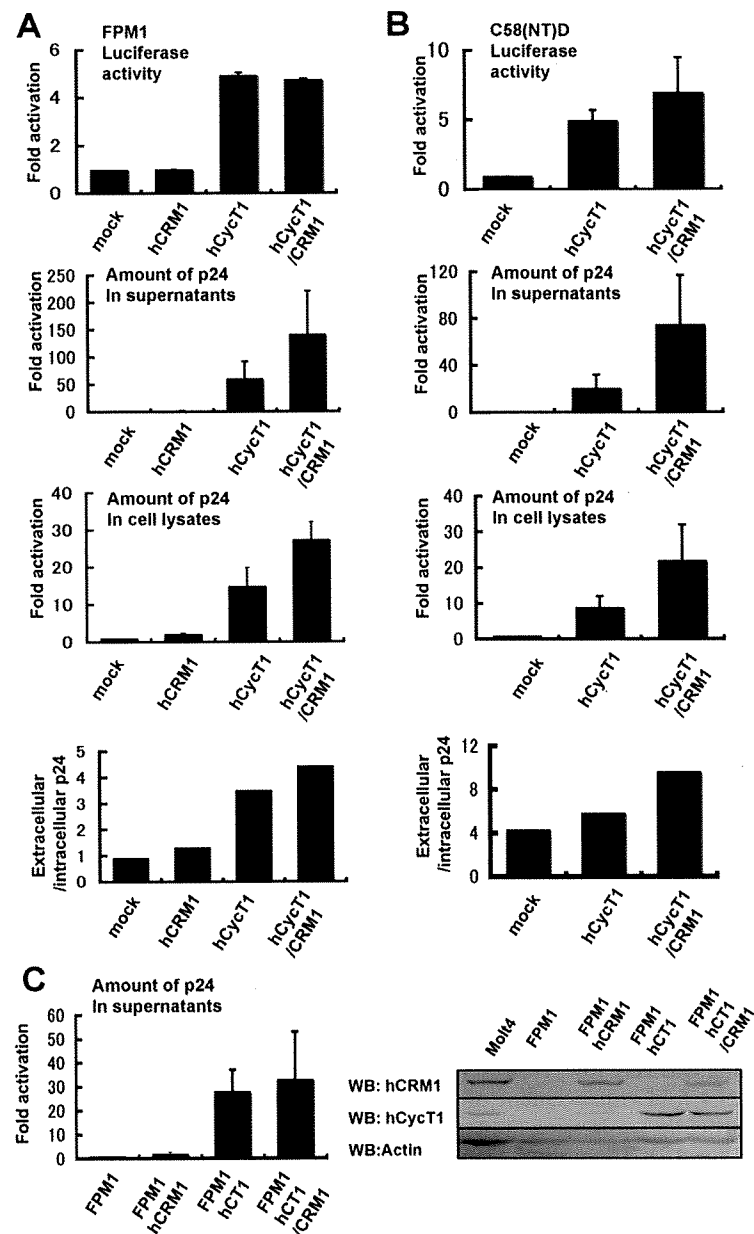 A
FPM1
Luciferase
activity
Fold activation
6
4
2
0
mock
hCRM1
hCycT1
hCycT1
/CRM1
B
C58(NT)D
Luciferase
activity
Fold activation
10
5
0
mock
hCycT1
hCycT1
/CRM1
Amount of p24
In supernatants
Fold activation
250
200
150
100
50
0
mock
hCRM1
hCycT1
hCycT1
/CRM1
Amount of p24
In supernatants
Fold activation
120
80
40
0
mock
hCycT1
hCycT1
/CRM1
Amount of p24
In cell lysates
Fold activation
40
30
20
10
0
mock
hCRM1
hCycT1
hCycT1
/CRM1
Amount of p24
In cell lysates
Fold activation
40
30
20
10
0
mock
hCycT1
hCycT1
/CRM1
Extracellular
/intracellular p24
5
4
3
2
1
0
mock
hCRM1
hCycT1
hCycT1
/CRM1
Extracellular
/intracellular p24
12
8
4
0
mock
hCycT1
hCycT1
/CRM1
C
Amount of p24
In supernatants
Fold activation
60
50
40
30
20
10
0
FPM1
FPM1
hCRM1
FPM1
hCT1
FPM1
hCT1
/CRM1
Molt4
FPM1
FPM1
hCRM1
FPM1
hCT1
FPM1
hCT1
/CRM1
WB: hCRM1
WB: hCycT1
WB:Actin